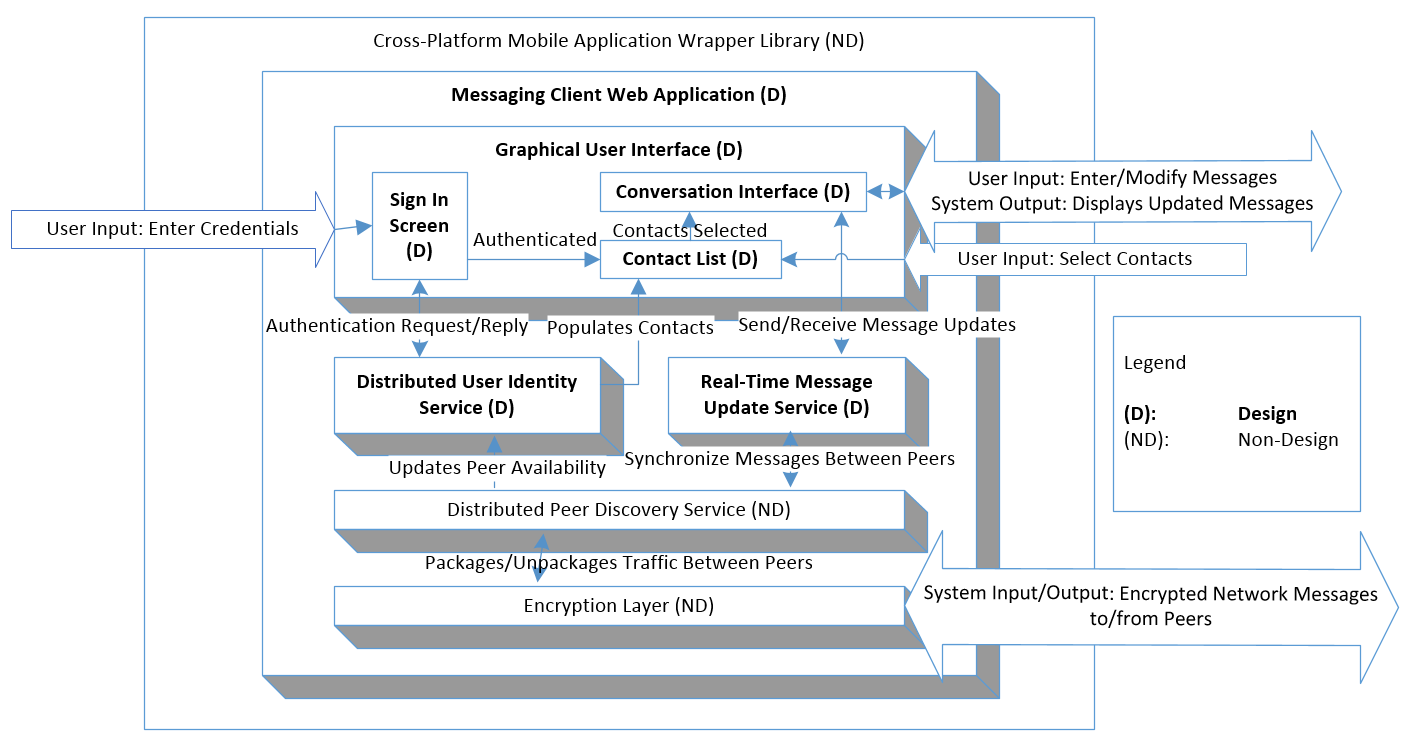 Cross-Platform Mobile Application Wrapper Library (ND)
Messaging Client Web Application (D)
Graphical User Interface (D)
Sign In
Screen
(D)
Conversation Interface (D)
User Input: Enter/Modify Messages
System Output: Displays Updated Messages
User Input: Enter Credentials
Authenticated
Contacts Selected
Contact List (D)
User Input: Select Contacts
Authentication Request/Reply
Populates Contacts
Send/Receive Message Updates
Distributed User Identity
Service (D)
Real-Time Message
Update Service (D)
Legend
(D): Design
(ND): Non-Design
Updates Peer Availability
Synchronize Messages Between Peers
Distributed Peer Discovery Service (ND)
Packages/Unpackages Traffic Between Peers
Encryption Layer (ND)
System Input/Output: Encrypted Network Messages
to/from Peers